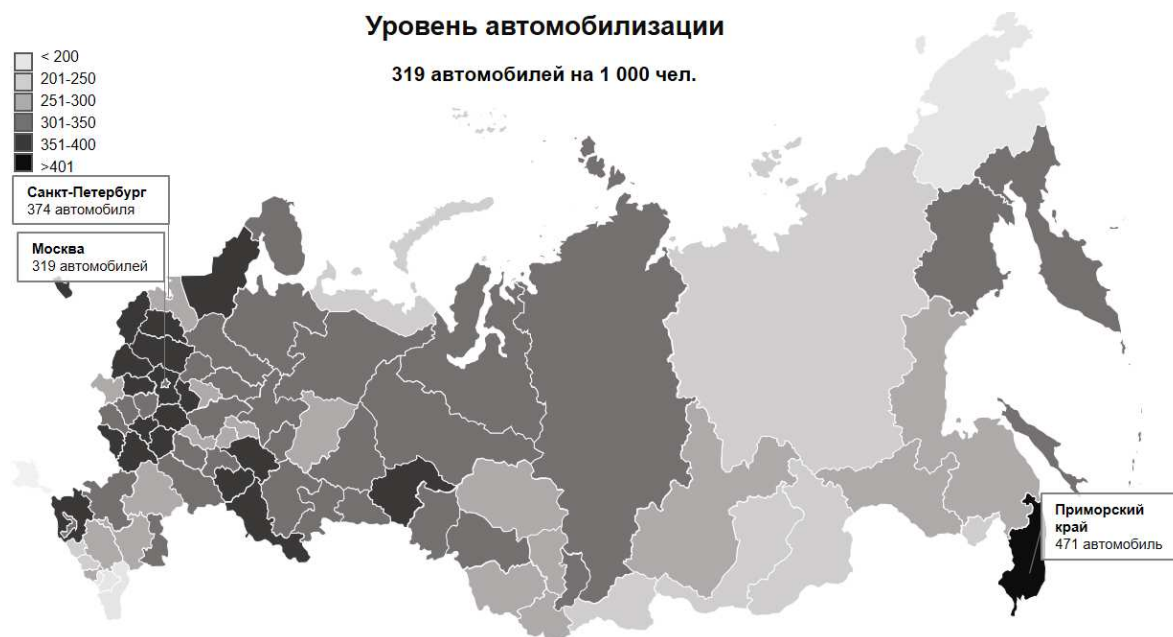 Уровень автомобилизации
319 автомобилей на 1 000 чел.
< 200
201-250
251-300
301-350
351-400
>401
Санкт-Петербург
374 автомобиля
Москва
319 автомобилей
Приморский
край
471 автомобиль